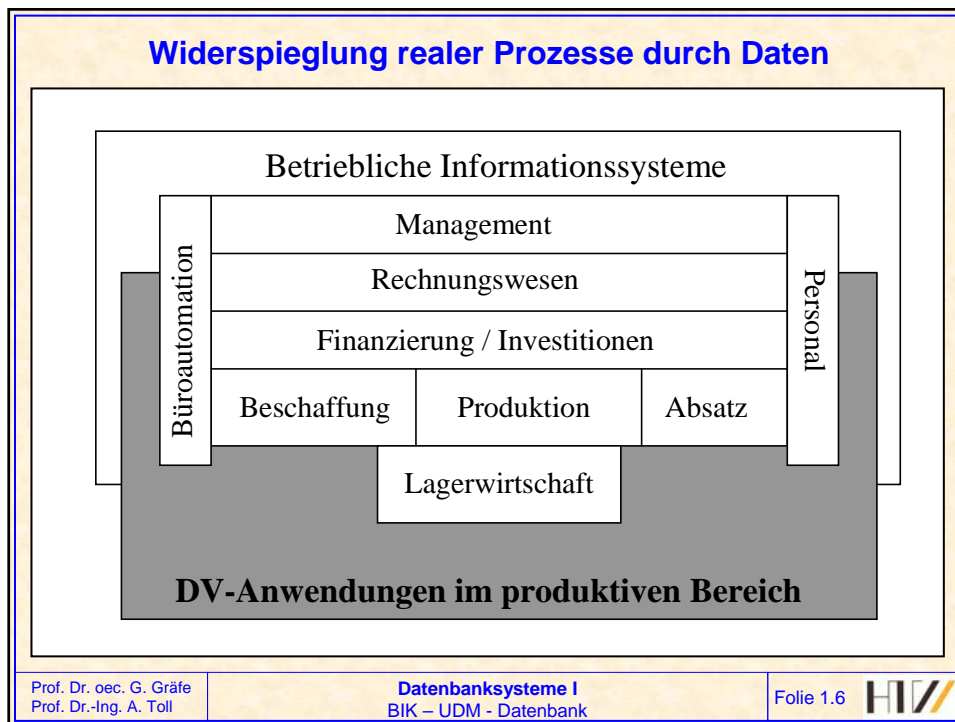 Widerspieglung realer Prozesse durch Daten
Betriebliche Informationssysteme
Büroautomation
Management
Rechnungswesen
Finanzierung / Investitionen
Beschaffung
Produktion
Absatz
Personal
Lagerwirtschaft
DV-Anwendungen im produktiven Bereich
Prof. Dr. oec. G. Gräfe
Prof. Dr.-Ing. A. Toll
Datenbanksysteme I
BIK – UDM - Datenbank
Folie 1.6
HTW